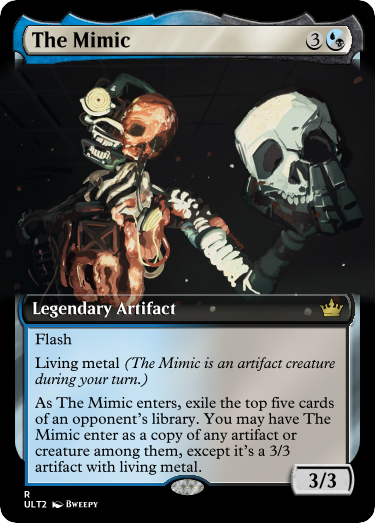 The Mimic 3
Legendary Artifact
Flash
Living metal (The Mimic is an artifact creature
during your turn.)
As The Mimic enters, exile the top five cards
of an opponent's library. You may have The
Mimic enter as a copy of any artifact or
creature among them, except it's a 3/3
artifact with living metal.
3/3
R
ULT2 Bweepy